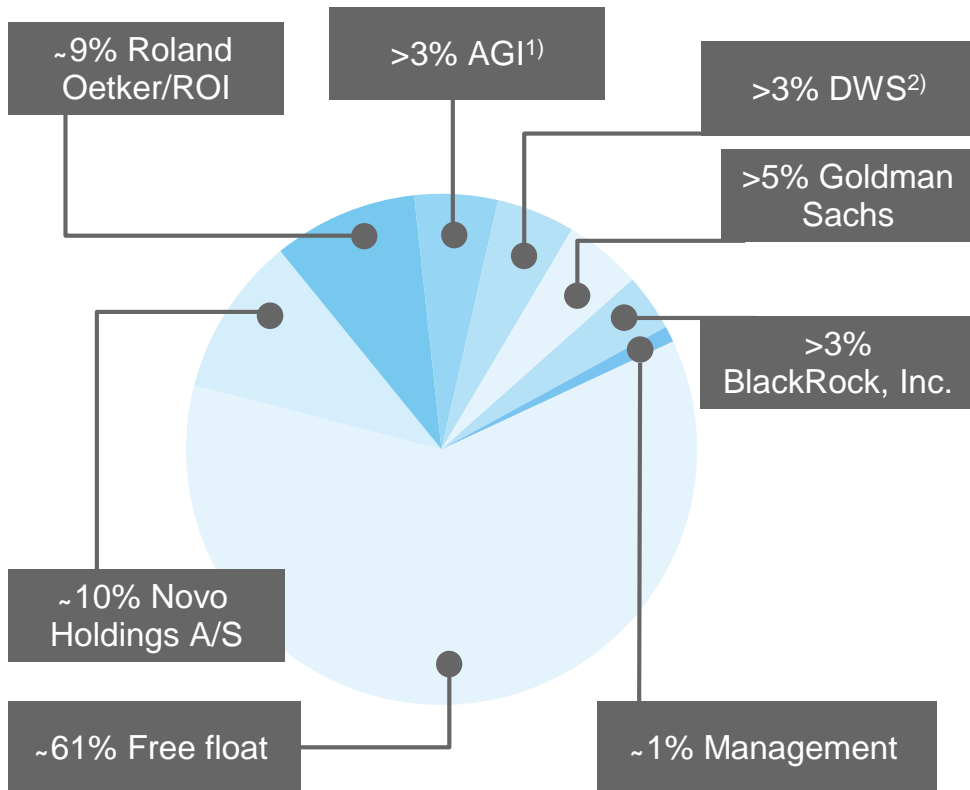 ~9% Roland
Oetker/ROI
>3% AGI¹⁾
>3% DWS²⁾
>5% Goldman
Sachs
>3%
BlackRock, Inc.
~10% Novo
Holdings A/S
~61% Free float
~1% Management